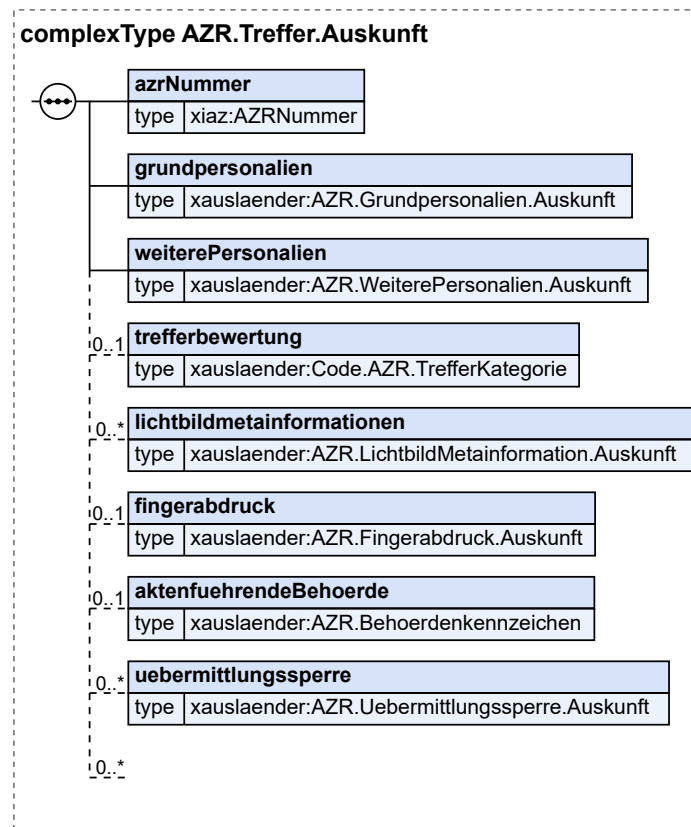 complexType AZR.Treffer.Auskunft
azrNummer
type xiaz:AZRNummer
grundpersonalien
type xauslaender:AZR.Grundpersonalien.Auskunft
weiterePersonalien
type xauslaender:AZR.WeiterePersonalien.Auskunft
0..1 trefferbewertung
type xauslaender:Code.AZR.TrefferKategorie
0..* lichtbildmetainformationen
type xauslaender:AZR.LichtbildMetainformation.Auskunft
0..1 fingerabdruck
type xauslaender:AZR.Fingerabdruck.Auskunft
0..1 aktenfuehrendeBehoerde
type xauslaender:AZR.Behoerdenkennzeichen
0..* uebermittlungssperre
type xauslaender:AZR.Uebermittlungssperre.Auskunft
0..*